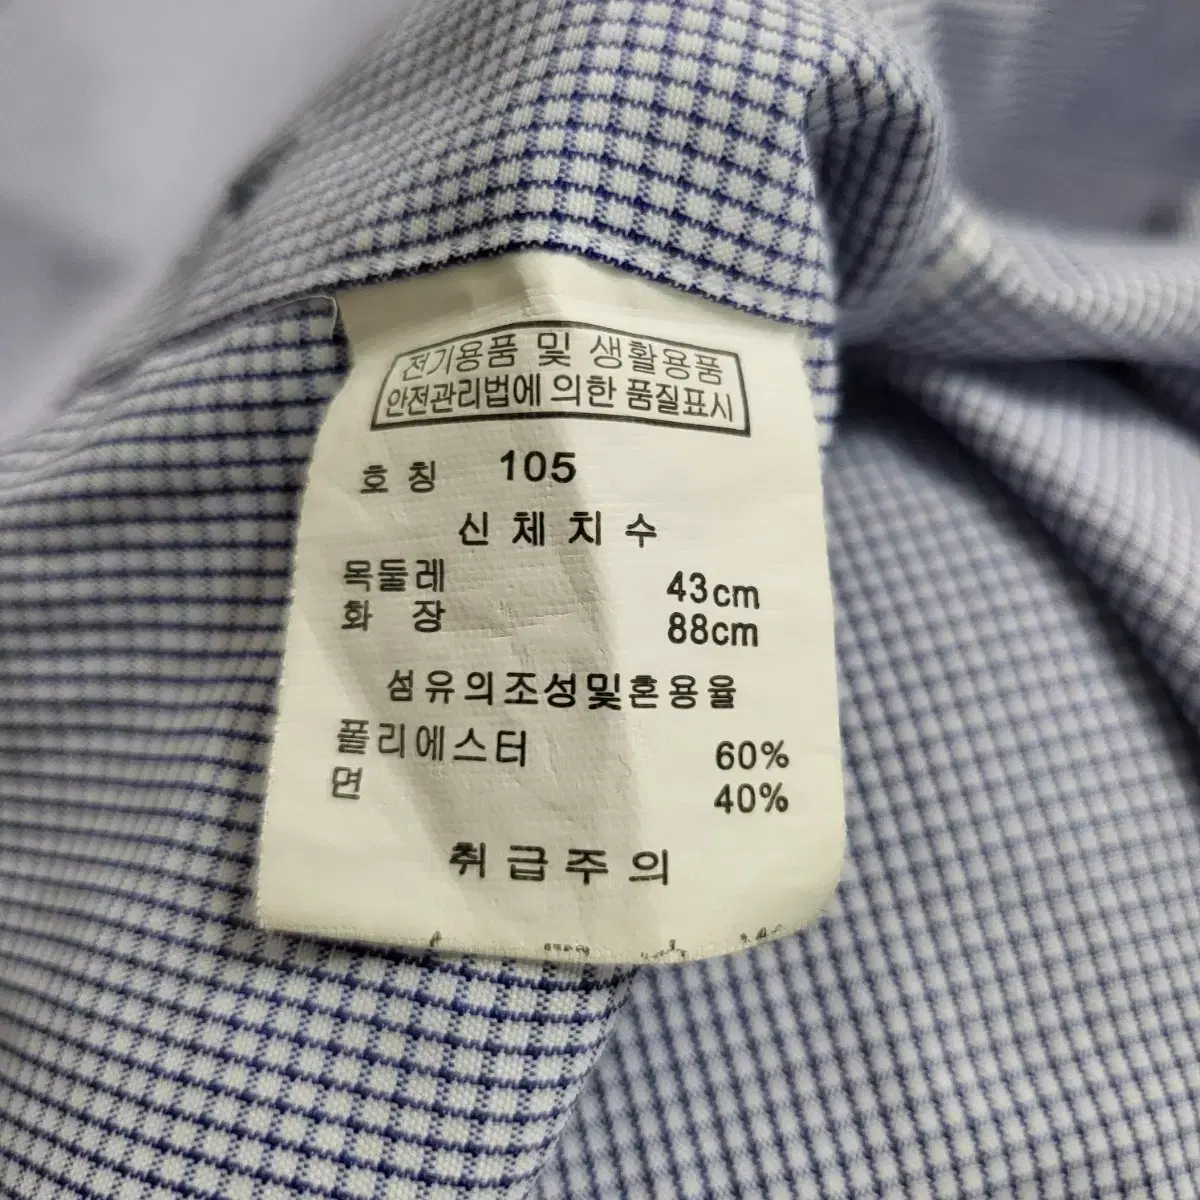 전기용품 및 생활용품
안전관리법에 의한 품질표시
호 칭 105
신 체 치 수
목둘레 43cm
화 장 88cm
섬유의조성및혼용율
폴리에스터 60%
면 40%
취 급 주 의